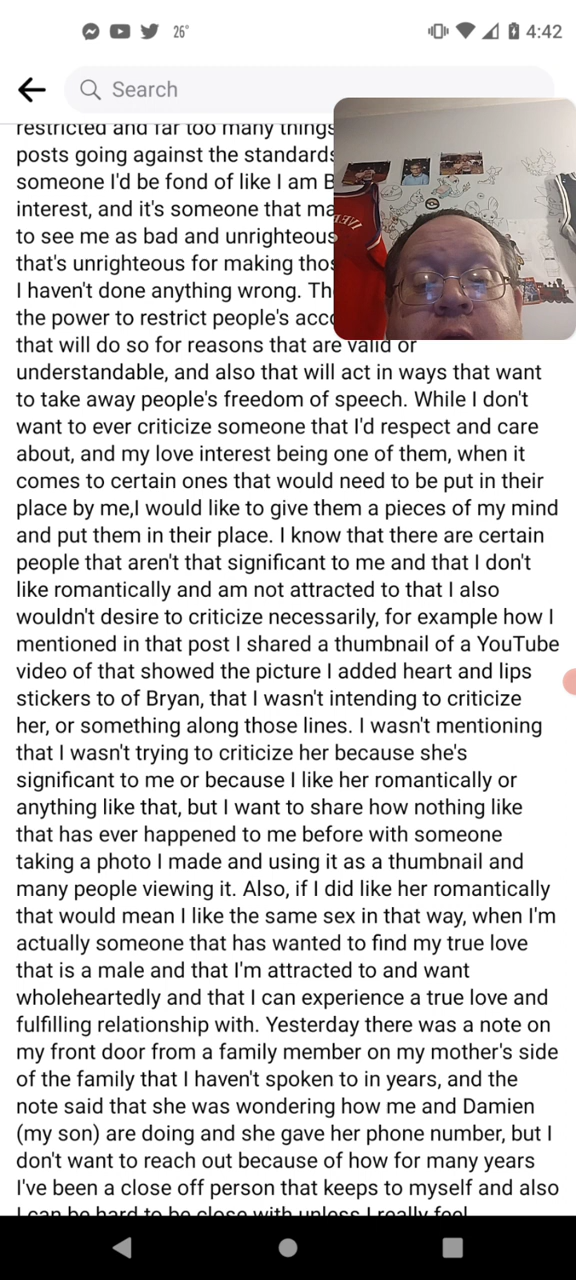 26°
4:42
Search
restricted and far too many things
posts going against the standards
someone I'd be fond of like I am B
interest, and it's someone that ma
to see me as bad and unrighteous
that's unrighteous for making thos
I haven't done anything wrong. Th
the power to restrict people's acco
that will do so for reasons that are valid or
understandable, and also that will act in ways that want
to take away people's freedom of speech. While I don't
want to ever criticize someone that I'd respect and care
about, and my love interest being one of them, when it
comes to certain ones that would need to be put in their
place by me,I would like to give them a pieces of my mind
and put them in their place. I know that there are certain
people that aren't that significant to me and that I don't
like romantically and am not attracted to that I also
wouldn't desire to criticize necessarily, for example how I
mentioned in that post I shared a thumbnail of a YouTube
video of that showed the picture I added heart and lips
stickers to of Bryan, that I wasn't intending to criticize
her, or something along those lines. I wasn't mentioning
that I wasn't trying to criticize her because she's
significant to me or because I like her romantically or
anything like that, but I want to share how nothing like
that has ever happened to me before with someone
taking a photo I made and using it as a thumbnail and
many people viewing it. Also, if I did like her romantically
that would mean I like the same sex in that way, when I'm
actually someone that has wanted to find my true love
that is a male and that I'm attracted to and want
wholeheartedly and that I can experience a true love and
fulfilling relationship with. Yesterday there was a note on
my front door from a family member on my mother's side
of the family that I haven't spoken to in years, and the
note said that she was wondering how me and Damien
(my son) are doing and she gave her phone number, but I
don't want to reach out because of how for many years
I've been a close off person that keeps to myself and also
I can be hard to be close with unless I really feel